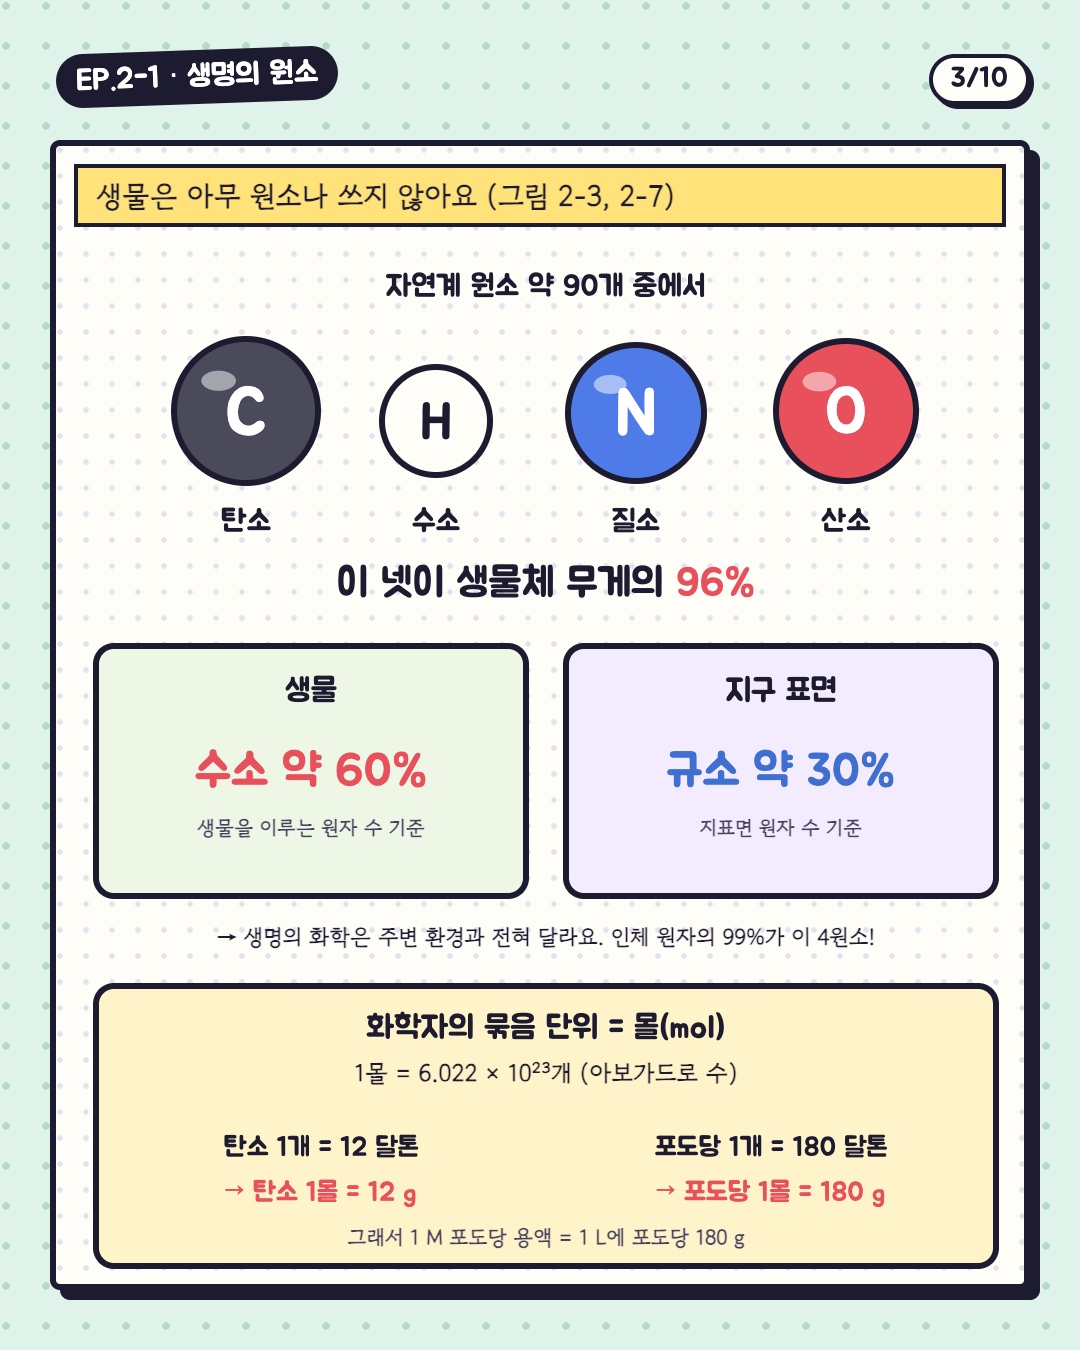 EP.2-1 · 생명의 원소
3/10
생물은 아무 원소나 쓰지 않아요 (그림 2-3, 2-7)
자연계 원소 약 90개 중에서
C H N O
탄소 수소 질소 산소
이 넷이 생물체 무게의 96%
생물
수소 약 60%
생물을 이루는 원자 수 기준
지구 표면
규소 약 30%
지표면 원자 수 기준
→ 생명의 화학은 주변 환경과 전혀 달라요. 인체 원자의 99%가 이 4원소!
화학자의 묶음 단위 = 몰(mol)
1몰 = 6.022 × 10²³개 (아보가드로 수)
탄소 1개 = 12 달톤
→ 탄소 1몰 = 12 g
포도당 1개 = 180 달톤
→ 포도당 1몰 = 180 g
그래서 1 M 포도당 용액 = 1 L에 포도당 180 g